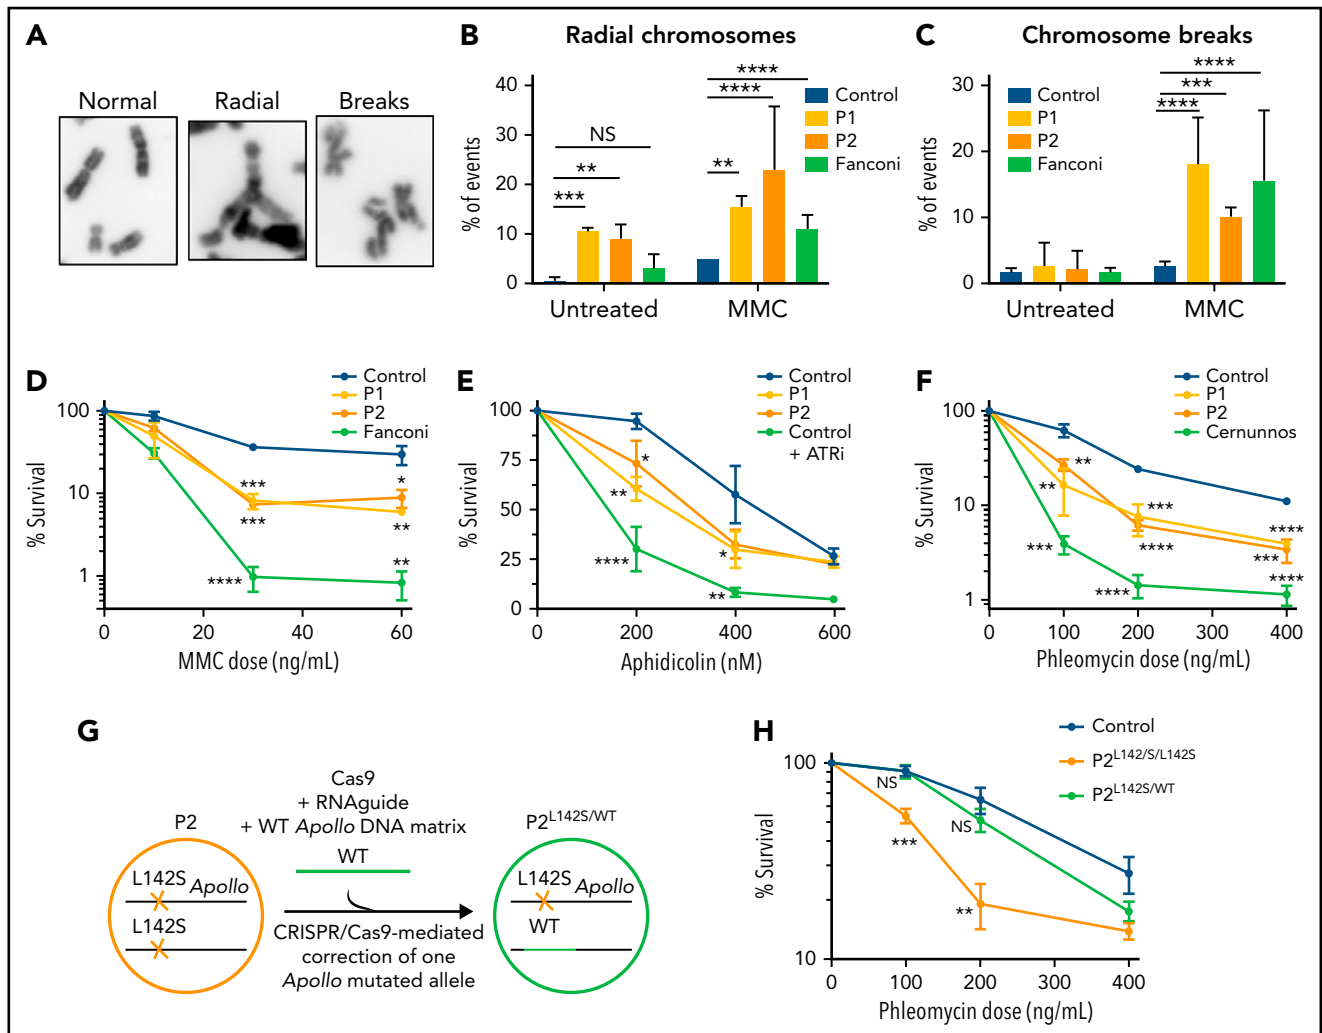 A
Normal
Radial
Breaks
B
Radial chromosomes
% of events
40
30
20
10
0
NS
**
***
****
****
**
Control
P1
P2
Fanconi
Untreated
MMC
C
Chromosome breaks
% of events
30
20
10
0
****
***
****
Control
P1
P2
Fanconi
Untreated
MMC
D
Control
P1
P2
Fanconi
% Survival
100
10
1
***
***
****
*
**
**
0 20 40 60
MMC dose (ng/mL)
E
Control
P1
P2
Control
+ ATRi
% Survival
100
75
50
25
0
*
**
****
*
**
0 200 400 600
Aphidicolin (nM)
F
Control
P1
P2
Cernunnos
% Survival
100
10
1
**
**
***
***
****
****
****
***
****
0 100 200 300 400
Phleomycin dose (ng/mL)
G
P2
L142S
Apollo
L142S
Cas9
+ RNAguide
+ WT Apollo DNA matrix
WT
CRISPR/Cas9-mediated
correction of one
Apollo mutated allele
P2L142S/WT
L142S
Apollo
WT
H
Control
P2L142/S/L142S
P2L142S/WT
% Survival
100
10
NS
***
NS
**
0 100 200 300 400
Phleomycin dose (ng/mL)